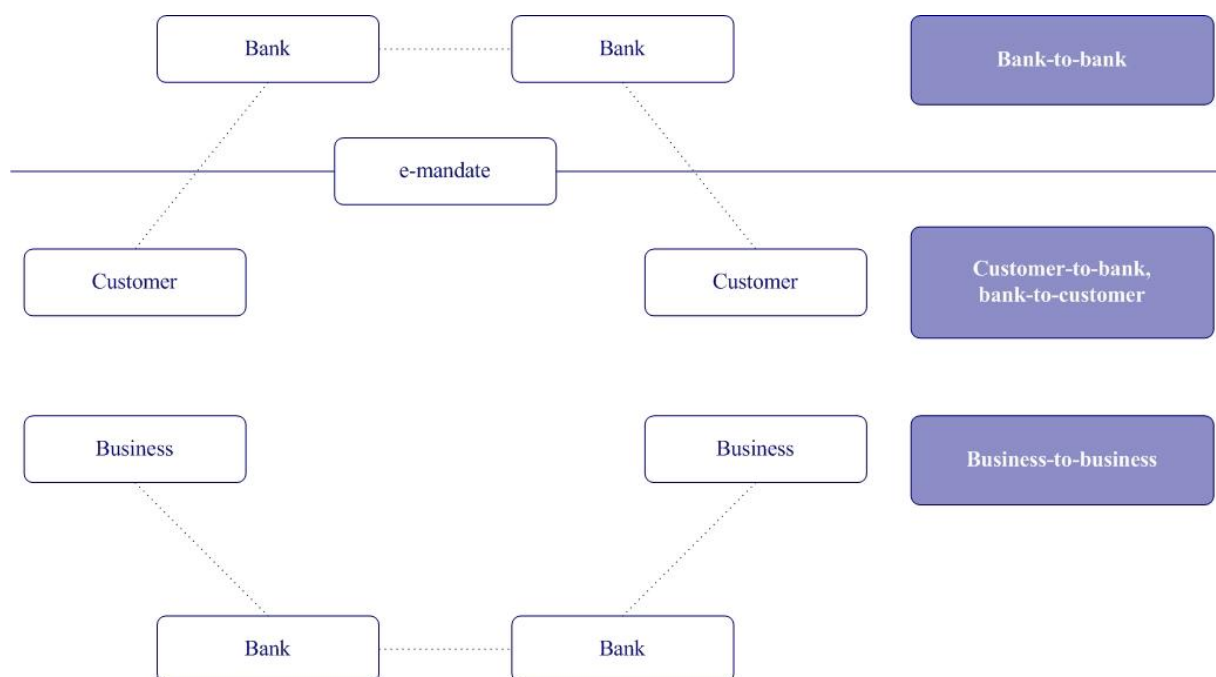 Bank
Bank
Bank-to-bank
e-mandate
Customer
Customer
Customer-to-bank,
bank-to-customer
Business
Business
Business-to-business
Bank
Bank